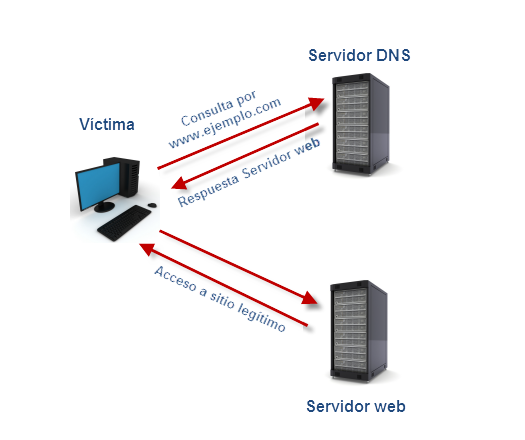 Servidor DNS
Víctima
Consulta por
www.ejemplo.com
Respuesta Servidor web
Acceso a sitio legítimo
Servidor web